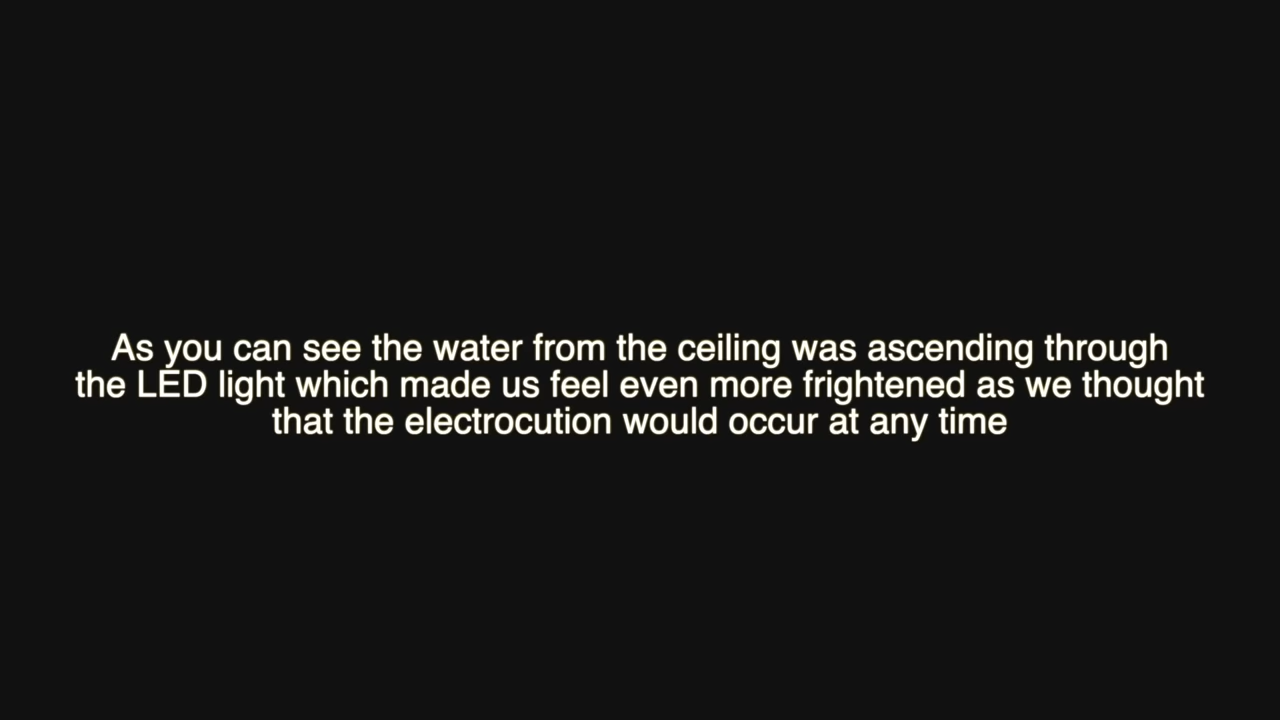 As you can see the water from the ceiling was ascending through
the LED light which made us feel even more frightened as we thought
that the electrocution would occur at any time